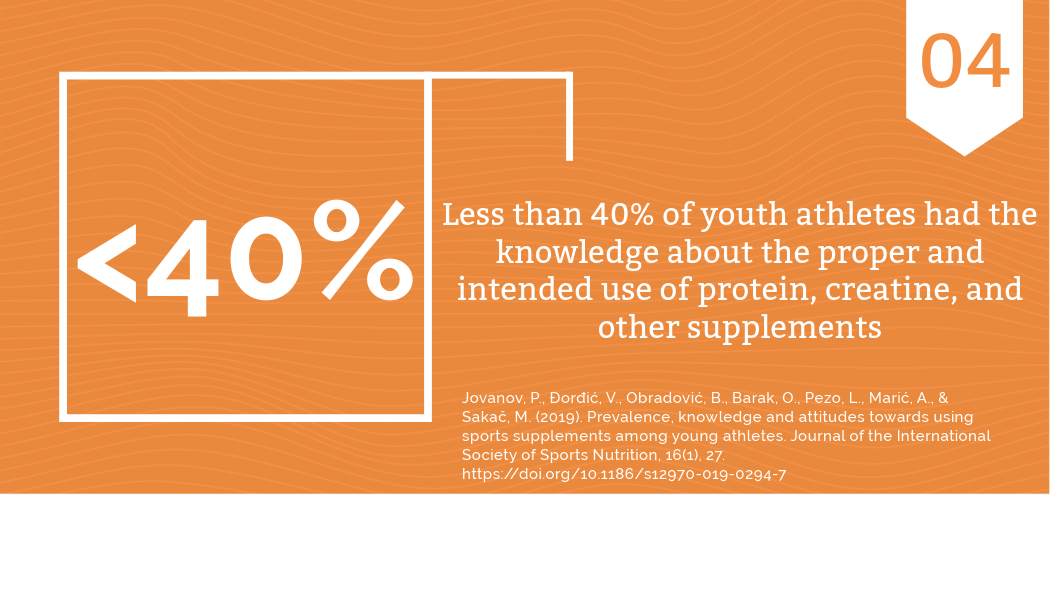 04
<40%
Less than 40% of youth athletes had the
knowledge about the proper and
intended use of protein, creatine, and
other supplements
Jovanov, P., Đorđić, V., Obradović, B., Barak, O., Pezo, L., Marić, A., &
Sakač, M. (2019). Prevalence, knowledge and attitudes towards using
sports supplements among young athletes. Journal of the International
Society of Sports Nutrition, 16(1), 27.
https://doi.org/10.1186/s12970-019-0294-7